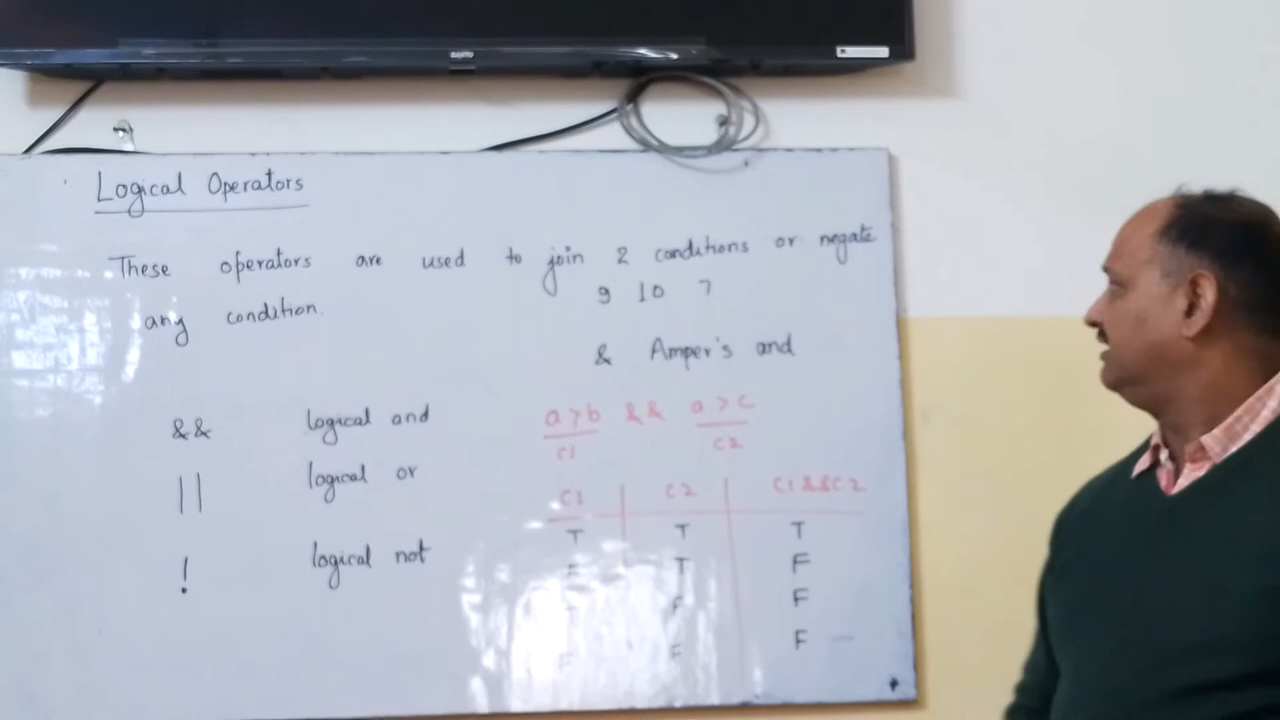 SANYO
Logical Operators
These operators are used to join 2 conditions or negate
9 10 7
any condition.
& Amper's and
&& logical and a>b && a>c
C1 C2
|| logical or
C1 C2 C1&&C2
T T T
! logical not
F T F
T F F
F F F